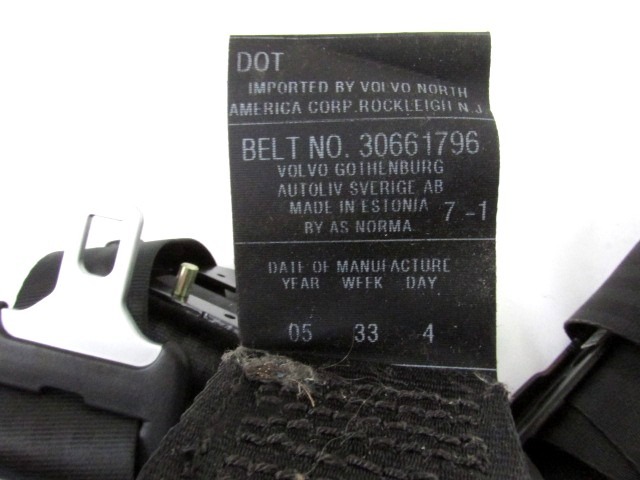 DOT
IMPORTED BY VOLVO NORTH
AMERICA CORP. ROCKLEIGH N.J
BELT NO. 30661796
VOLVO GOTHENBURG
AUTOLIV SVERIGE AB
MADE IN ESTONIA 7-1
BY AS NORMA
DATE OF MANUFACTURE
YEAR WEEK DAY
05 33 4